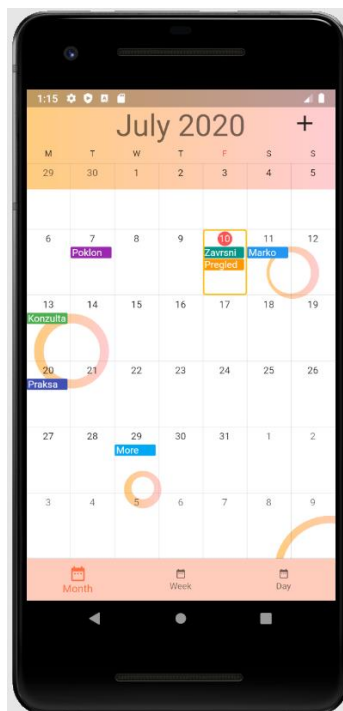 1:15
July 2020 +
M T W T F S S
29 30 1 2 3 4 5
6 7 8 9 10 11 12
Poklon Zavrsni Marko
Pregled
13 14 15 16 17 18 19
Konzulta
20 21 22 23 24 25 26
Praksa
27 28 29 30 31 1 2
More
3 4 5 6 7 8 9
Month Week Day